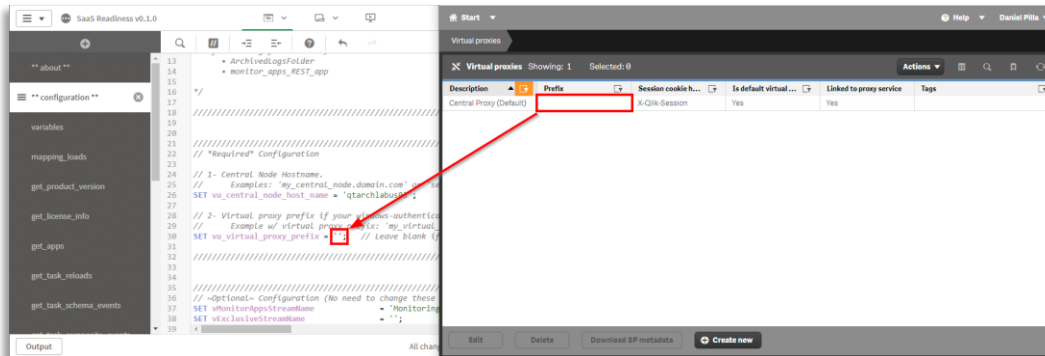 SaaS Readiness v0.1.0
** about **
** configuration **
variables
mapping_loads
get_product_version
get_license_info
get_apps
get_task_reloads
get_task_schema_events
Output
13 • ArchivedLogsFolder
14 • monitor_apps_REST_app
15
16 */
17
18 ////////////////////////////////////////////////////
19
20
21 ////////////////////////////////////////////////////
22 // *Required* Configuration
23
24 // 1- Central Node Hostname.
25 // Examples: 'my_central_node.domain.com' or 'se
26 SET vu_central_node_host_name = 'qtarchlabus
27
28 // 2- Virtual proxy prefix if your windows-authentica
29 // Example w/ virtual proxy prefix: 'my_virtual_
30 SET vu_virtual_proxy_prefix = ''; // Leave blank if
31
32 ////////////////////////////////////////////////////
33
34
35 ////////////////////////////////////////////////////
36 // ~Optional~ Configuration (No need to change these
37 SET vMonitorAppsStreamName = 'Monitoring
38 SET vExclusiveStreamName = '';
39
All chan
Start
Help
Daniel Pilla
Virtual proxies
Virtual proxies Showing: 1 Selected: 0
Actions
Description Prefix Session cookie h... Is default virtual ... Linked to proxy service Tags
Central Proxy (Default) X-Qlik-Session Yes Yes
Edit Delete Download SP metadata Create new